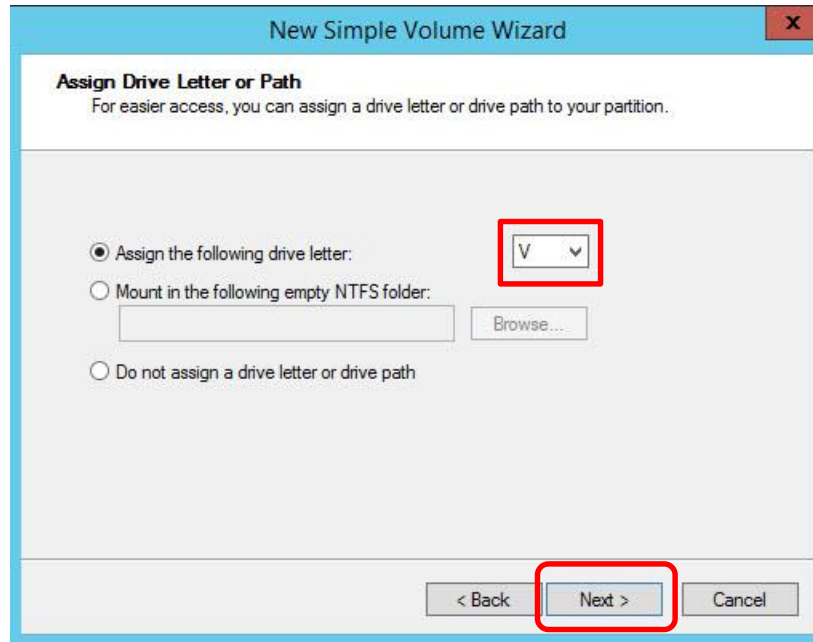 New Simple Volume Wizard
x
Assign Drive Letter or Path
For easier access, you can assign a drive letter or drive path to your partition.
Assign the following drive letter: V
Mount in the following empty NTFS folder:
Browse...
Do not assign a drive letter or drive path
< Back Next > Cancel